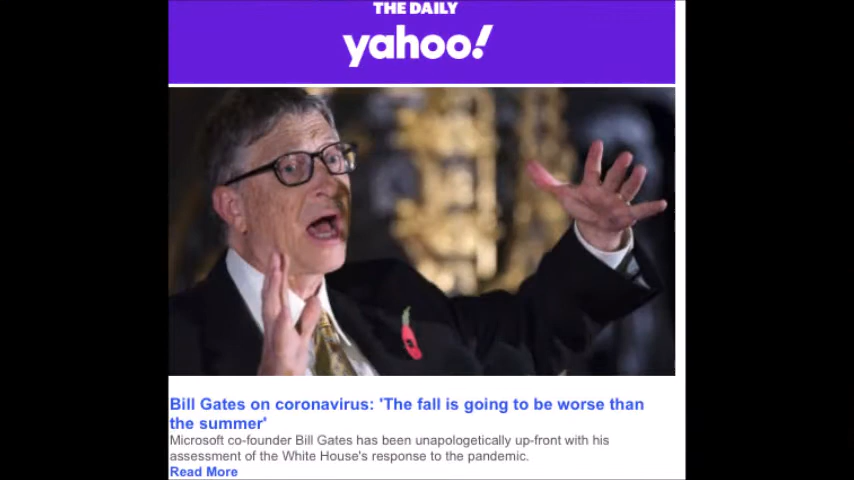 THE DAILY
yahoo!
Bill Gates on coronavirus: 'The fall is going to be worse than
the summer'
Microsoft co-founder Bill Gates has been unapologetically up-front with his
assessment of the White House's response to the pandemic.
Read More